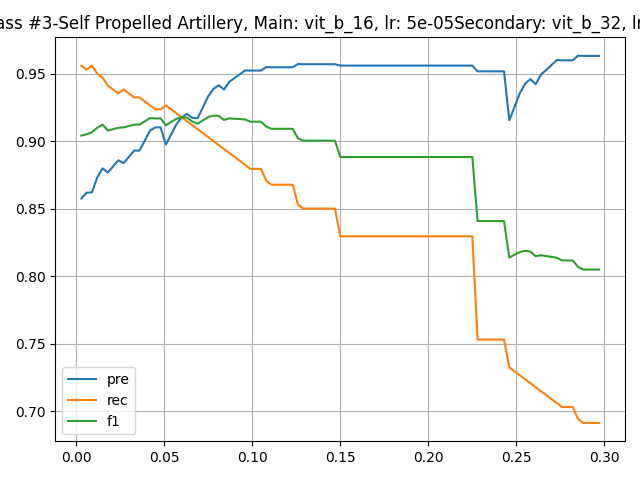 ass #3-Self Propelled Artillery, Main: vit_b_16, lr: 5e-05Secondary: vit_b_32, lr
0.95
0.90
0.85
0.80
0.75
0.70
pre
rec
f1
0.00 0.05 0.10 0.15 0.20 0.25 0.30